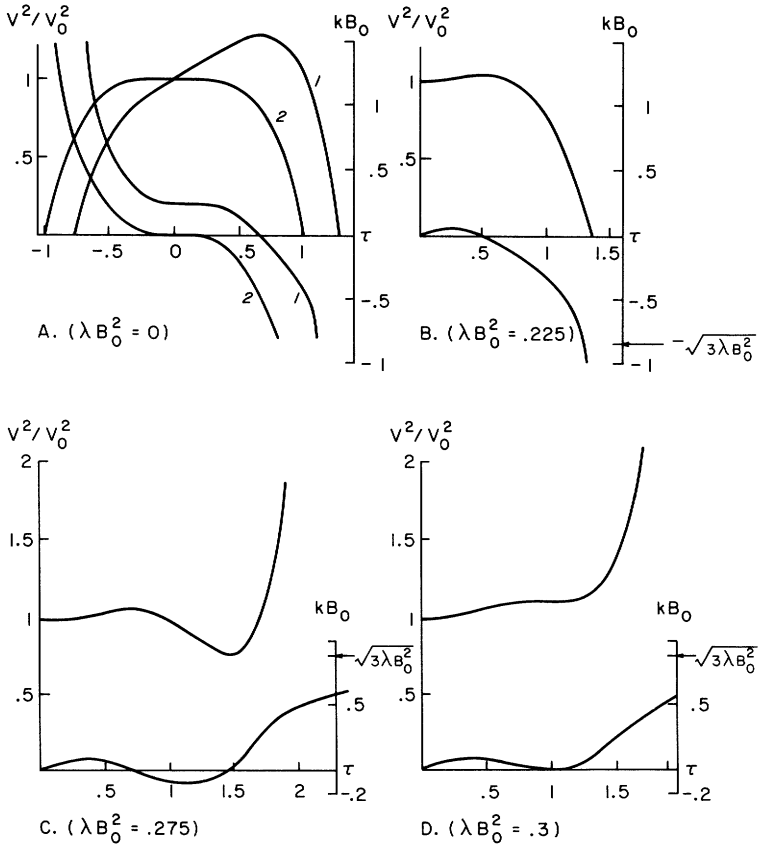 V²/V₀²
kB₀
1
.5
1
.5
-.5
-1
-1
-.5
0
.5
1
τ
1
2
2
1
A. (λB₀² = 0)
V²/V₀²
kB₀
1
.5
1
.5
-.5
-1
.5
1
1.5
τ
−√3λB₀²
B. (λB₀² = .225)
V²/V₀²
2
1.5
1
.5
kB₀
√3λB₀²
.5
-.2
.5
1
1.5
2
τ
C. (λB₀² = .275)
V²/V₀²
2
1.5
1
.5
kB₀
√3λB₀²
.5
-.2
.5
1
1.5
τ
D. (λB₀² = .3)